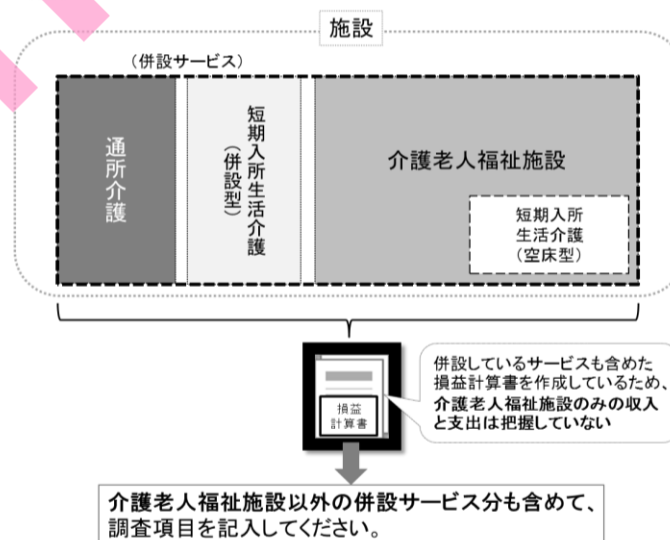 施設
（併設サービス）
通所介護
短期入所生活介護
（併設型）
介護老人福祉施設
短期入所
生活介護
（空床型）
損益
計算書
併設しているサービスも含めた
損益計算書を作成しているため、
介護老人福祉施設のみの収入
と支出は把握していない
介護老人福祉施設以外の併設サービス分も含めて、
調査項目を記入してください。